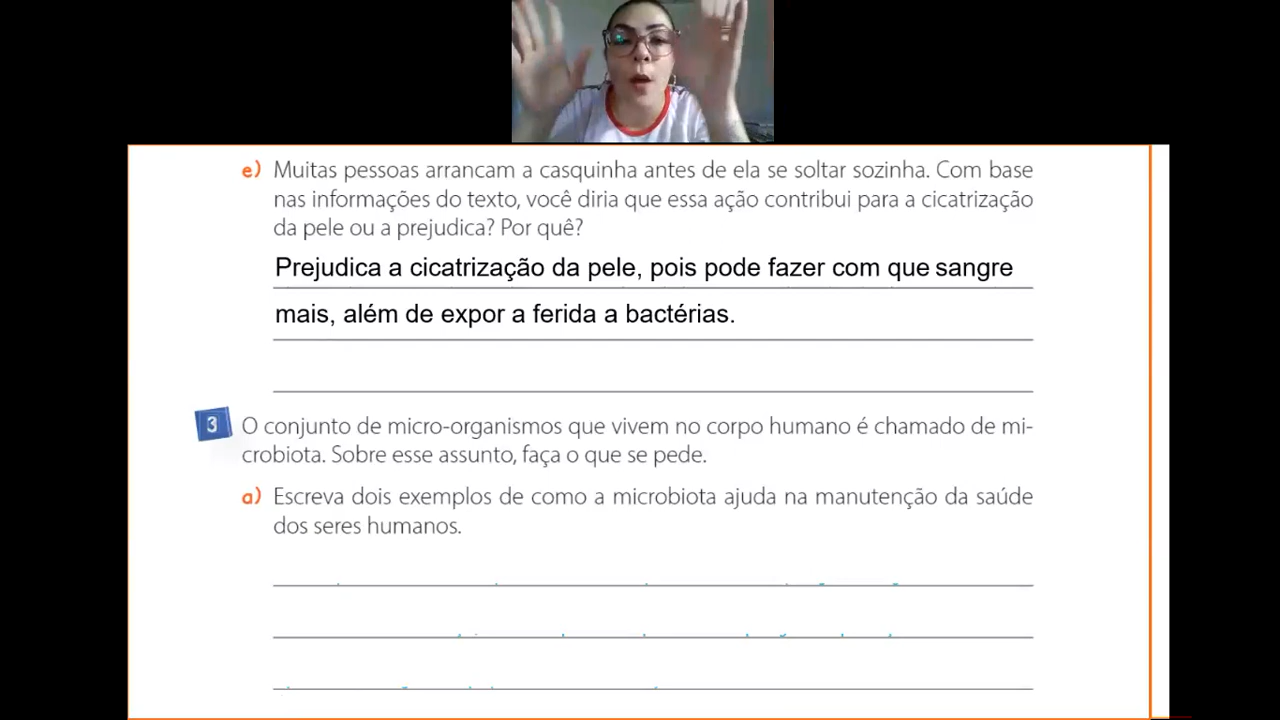 e) Muitas pessoas arrancam a casquinha antes de ela se soltar sozinha. Com base
nas informações do texto, você diria que essa ação contribui para a cicatrização
da pele ou a prejudica? Por quê?
Prejudica a cicatrização da pele, pois pode fazer com que sangre
mais, além de expor a ferida a bactérias.
3 O conjunto de micro-organismos que vivem no corpo humano é chamado de mi-
crobiota. Sobre esse assunto, faça o que se pede.
a) Escreva dois exemplos de como a microbiota ajuda na manutenção da saúde
dos seres humanos.